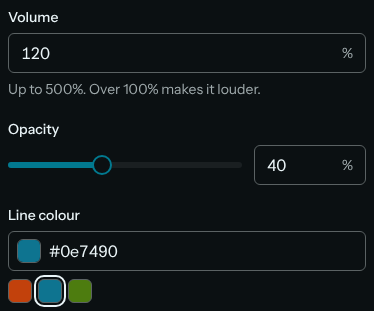 Volume
120 %
Up to 500%. Over 100% makes it louder.
Opacity
40 %
Line colour
#0e7490